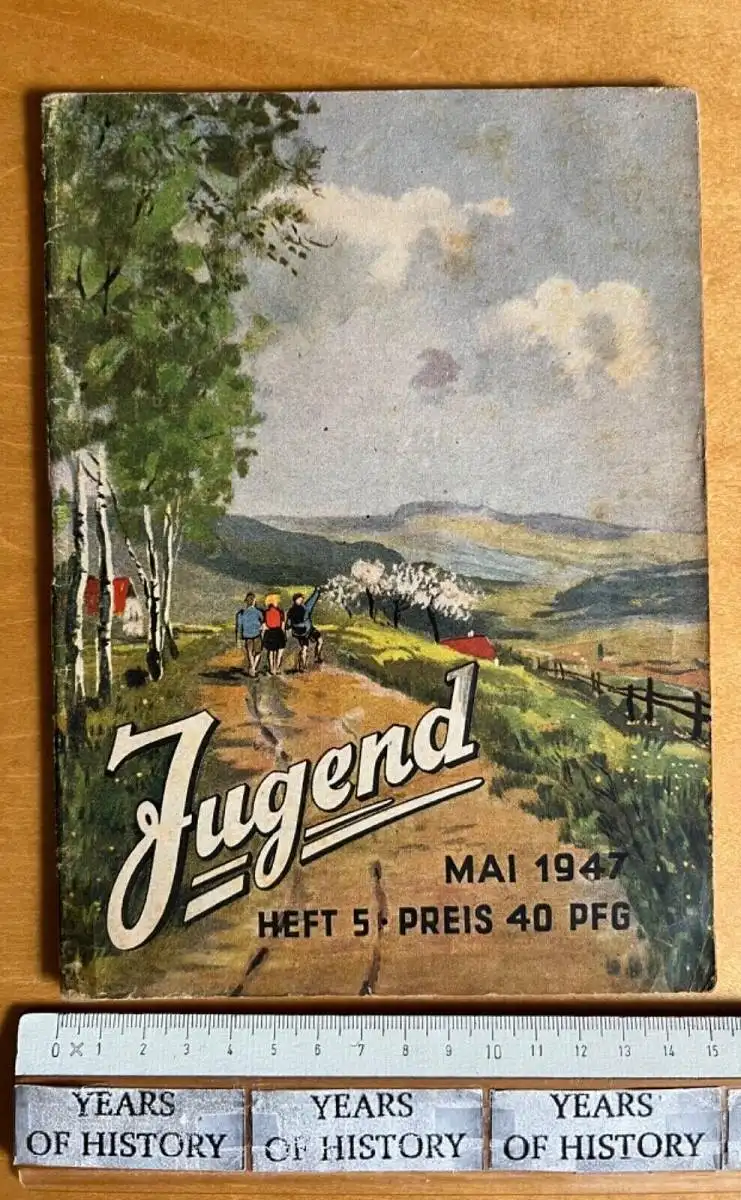 Jugend
MAI 1947
HEFT 5 · PREIS 40 PFG
0 × 1 2 3 4 5 6 7 8 9 10 11 12 13 14 15
YEARS OF HISTORY
YEARS OF HISTORY
YEARS OF HISTORY